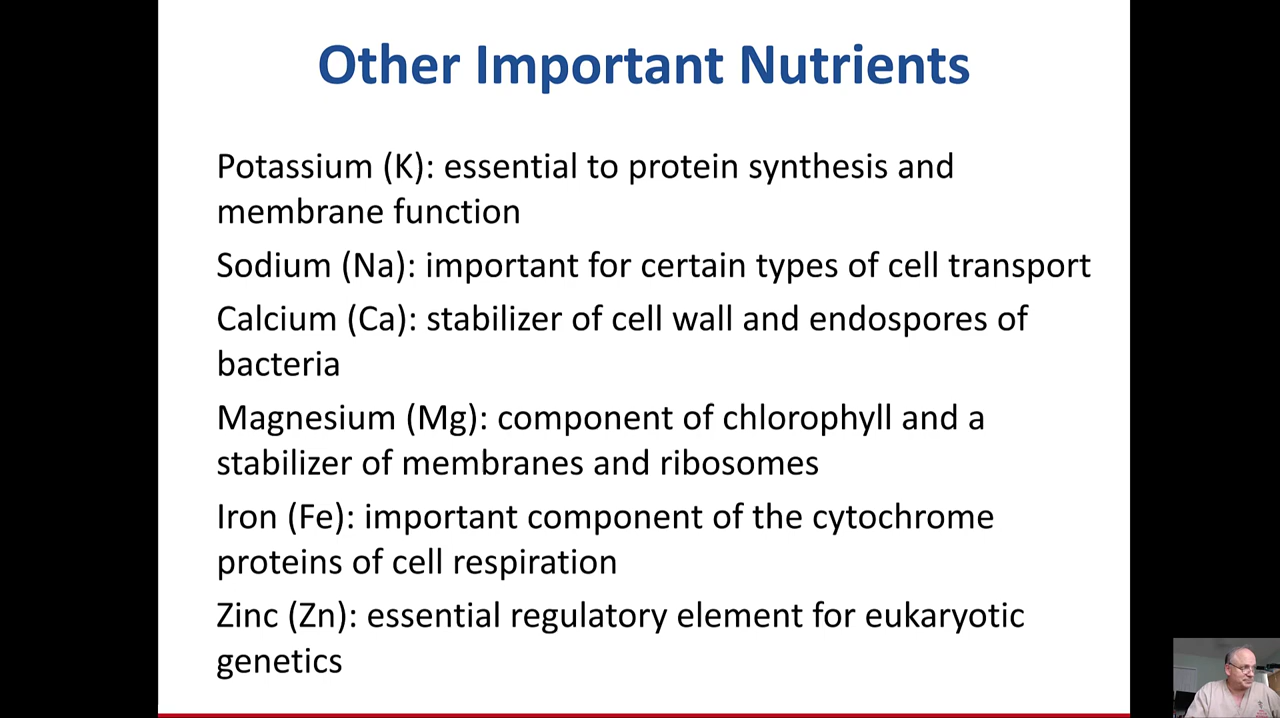 Other Important Nutrients
Potassium (K): essential to protein synthesis and
membrane function
Sodium (Na): important for certain types of cell transport
Calcium (Ca): stabilizer of cell wall and endospores of
bacteria
Magnesium (Mg): component of chlorophyll and a
stabilizer of membranes and ribosomes
Iron (Fe): important component of the cytochrome
proteins of cell respiration
Zinc (Zn): essential regulatory element for eukaryotic
genetics